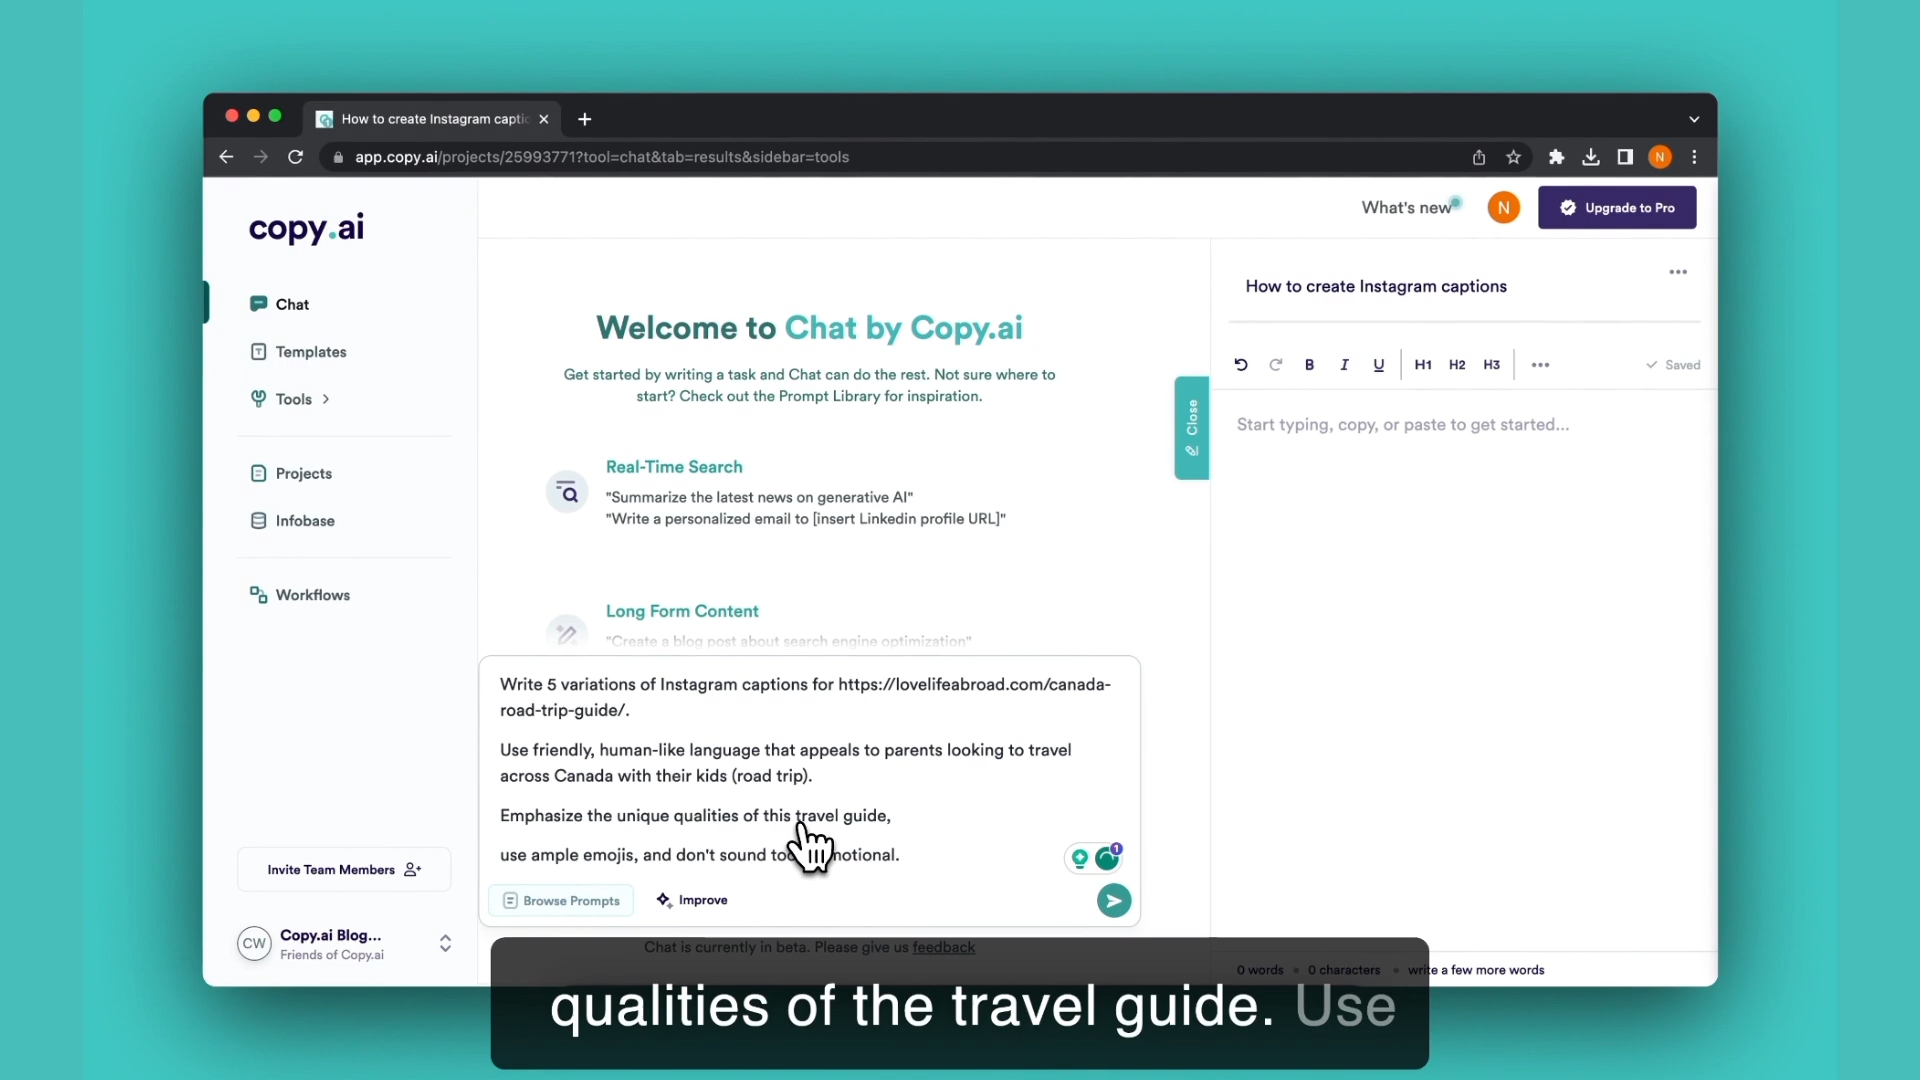 How to create Instagram captic
app.copy.ai/projects/25993771?tool=chat&tab=results&sidebar=tools
N
copy.ai
What's new
N
Upgrade to Pro
Chat
Templates
Tools
Projects
Infobase
Workflows
Invite Team Members
CW
Copy.ai Blog...
Friends of Copy.ai
Welcome to Chat by Copy.ai
Get started by writing a task and Chat can do the rest. Not sure where to
start? Check out the Prompt Library for inspiration.
Real-Time Search
"Summarize the latest news on generative AI"
"Write a personalized email to [insert Linkedin profile URL]"
Long Form Content
"Create a blog post about search engine optimization"
Write 5 variations of Instagram captions for https://lovelifeabroad.com/canada-
road-trip-guide/.
Use friendly, human-like language that appeals to parents looking to travel
across Canada with their kids (road trip).
Emphasize the unique qualities of this travel guide,
use ample emojis, and don't sound too motional.
1
Browse Prompts
Improve
Chat is currently in beta. Please give us feedback
Close
How to create Instagram captions
B I U H1 H2 H3
Saved
Start typing, copy, or paste to get started...
0 words • 0 characters • write a few more words
qualities of the travel guide. Use